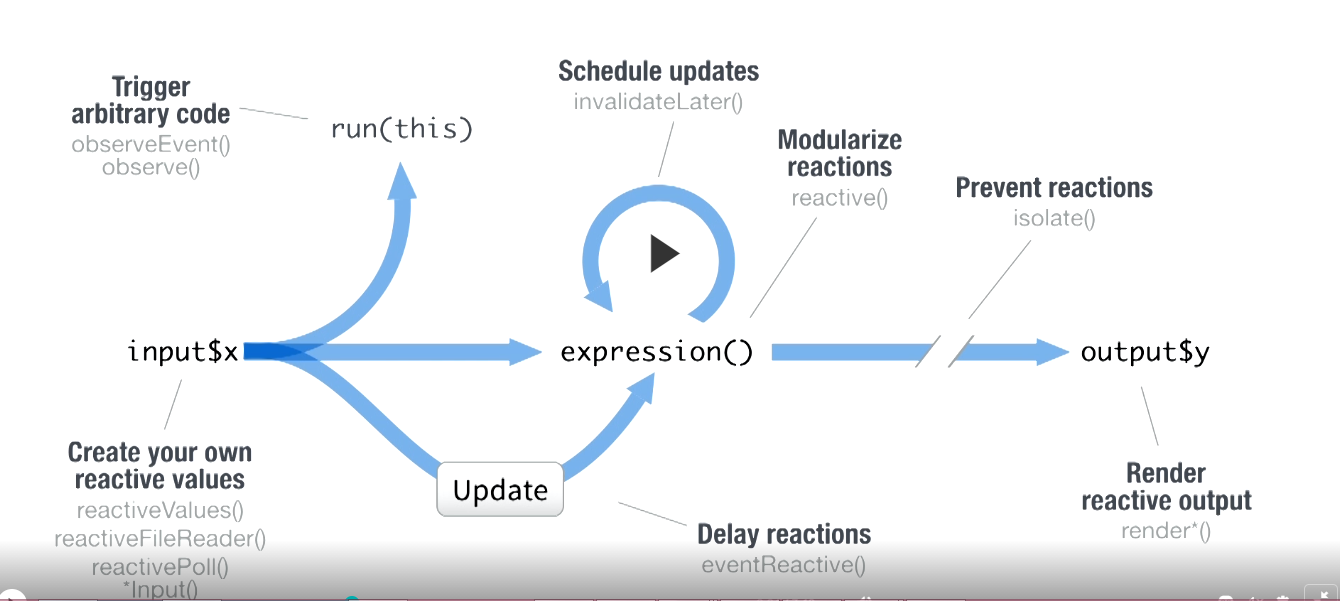 Trigger
arbitrary code
observeEvent()
observe()
run(this)
Schedule updates
invalidateLater()
Modularize
reactions
reactive()
Prevent reactions
isolate()
input$x
expression()
output$y
Create your own
reactive values
reactiveValues()
reactiveFileReader()
reactivePoll()
*Input()
Update
Delay reactions
eventReactive()
Render
reactive output
render*()